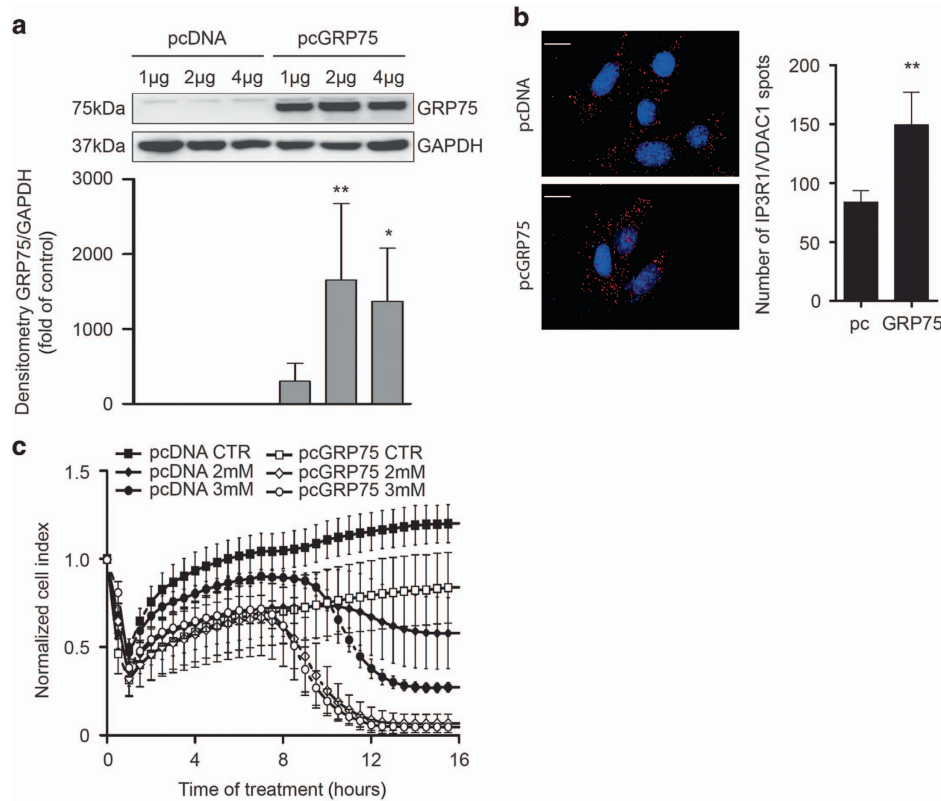 a
pcDNA pcGRP75
1µg 2µg 4µg 1µg 2µg 4µg
75kDa GRP75
37kDa GAPDH
Densitometry GRP75/GAPDH
(fold of control)
3000
2000
1000
0
**
*
b
pcDNA
pcGRP75
Number of IP3R1/VDAC1 spots
200
150
100
50
0
**
pc GRP75
c
pcDNA CTR pcGRP75 CTR
pcDNA 2mM pcGRP75 2mM
pcDNA 3mM pcGRP75 3mM
Normalized cell index
1.5
1.0
0.5
0
0 4 8 12 16
Time of treatment (hours)